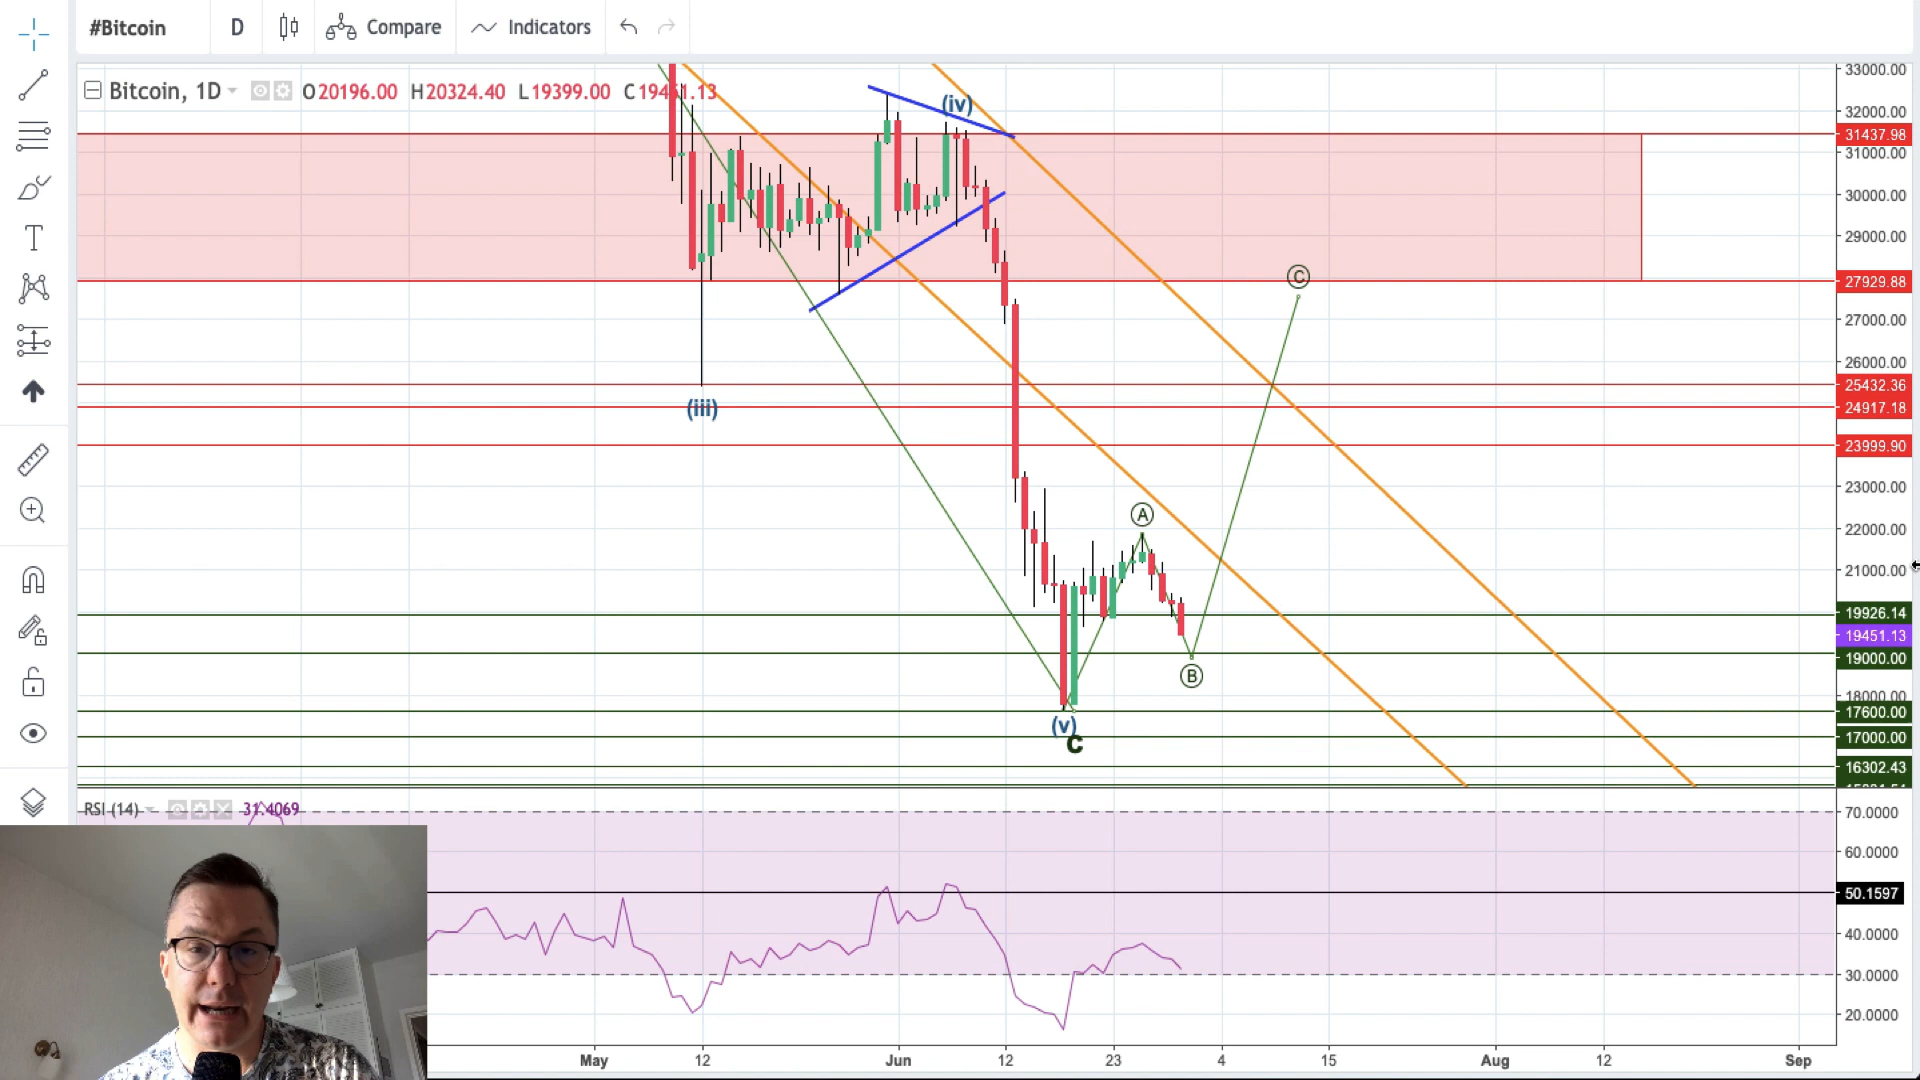 #Bitcoin D Compare Indicators
Bitcoin, 1D O20196.00 H20324.40 L19399.00 C19451.13
33000.00
32000.00
31437.98
31000.00
30000.00
29000.00
27929.88
27000.00
26000.00
25432.36
24917.18
23999.90
23000.00
22000.00
21000.00
19926.14
19451.13
19000.00
18000.00
17600.00
17000.00
16302.43
(iv)
C
(iii)
A
B
(v)
C
RSI (14) 31.4069
70.0000
60.0000
50.1597
40.0000
30.0000
20.0000
May 12 Jun 12 23 4 15 Aug 12 Sep